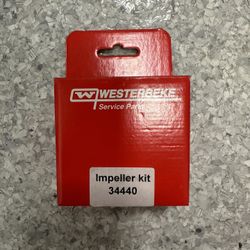 WESTERBEKE
Service Parts
Impeller kit
34440